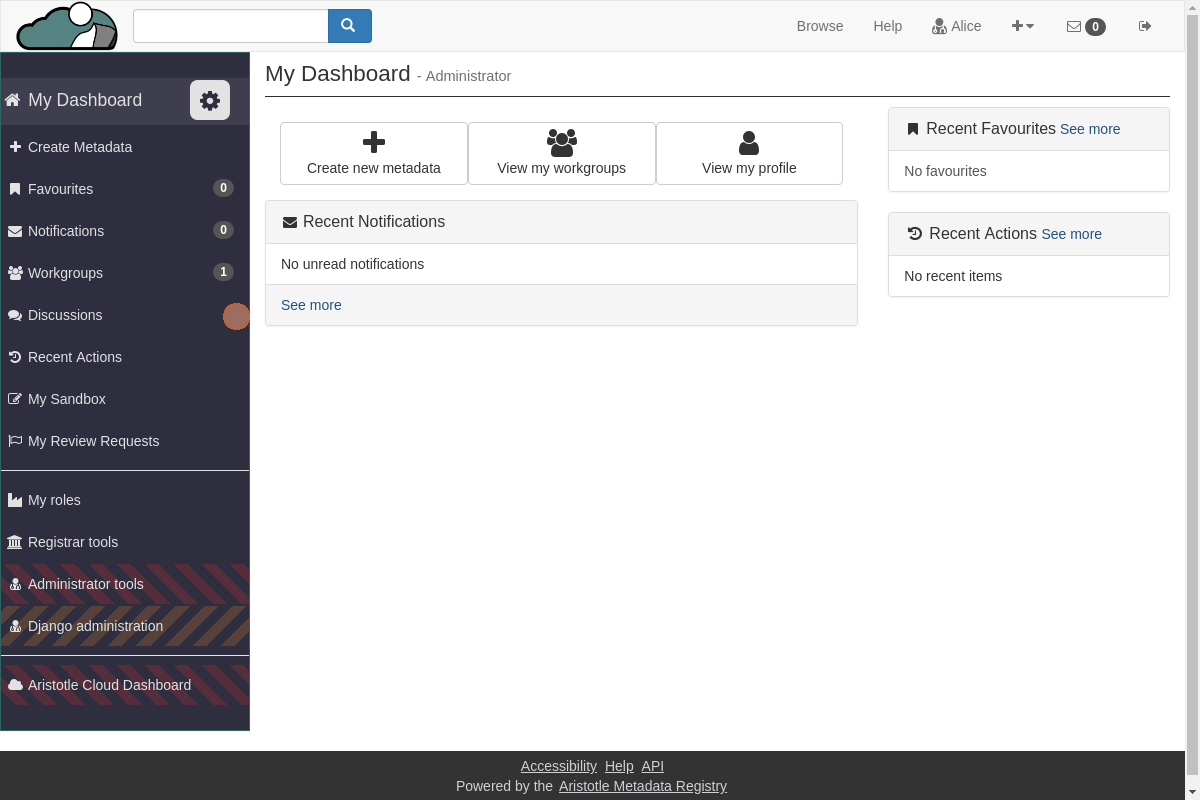 Browse
Help
Alice
0
My Dashboard
Create Metadata
Favourites 0
Notifications 0
Workgroups 1
Discussions
Recent Actions
My Sandbox
My Review Requests
My roles
Registrar tools
Administrator tools
Django administration
Aristotle Cloud Dashboard
My Dashboard - Administrator
Create new metadata
View my workgroups
View my profile
Recent Notifications
No unread notifications
See more
Recent Favourites See more
No favourites
Recent Actions See more
No recent items
Accessibility Help API
Powered by the Aristotle Metadata Registry